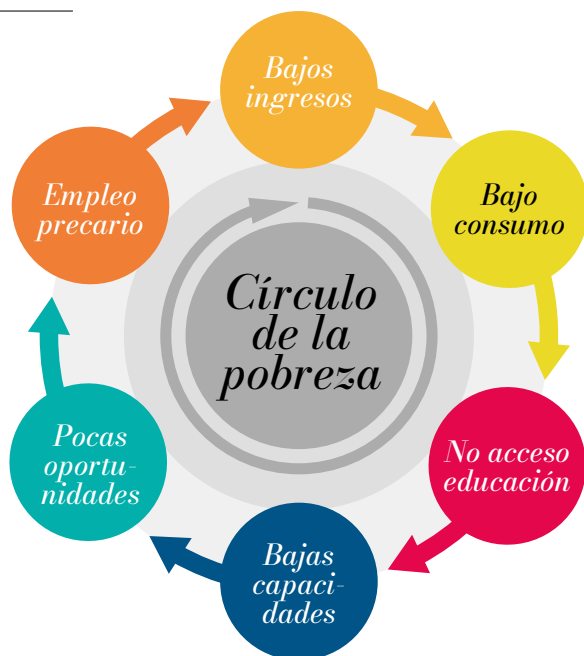 Bajos
ingresos
Bajo
consumo
No acceso
educación
Bajas
capaci-
dades
Pocas
oportu-
nidades
Empleo
precario
Círculo
de la
pobreza